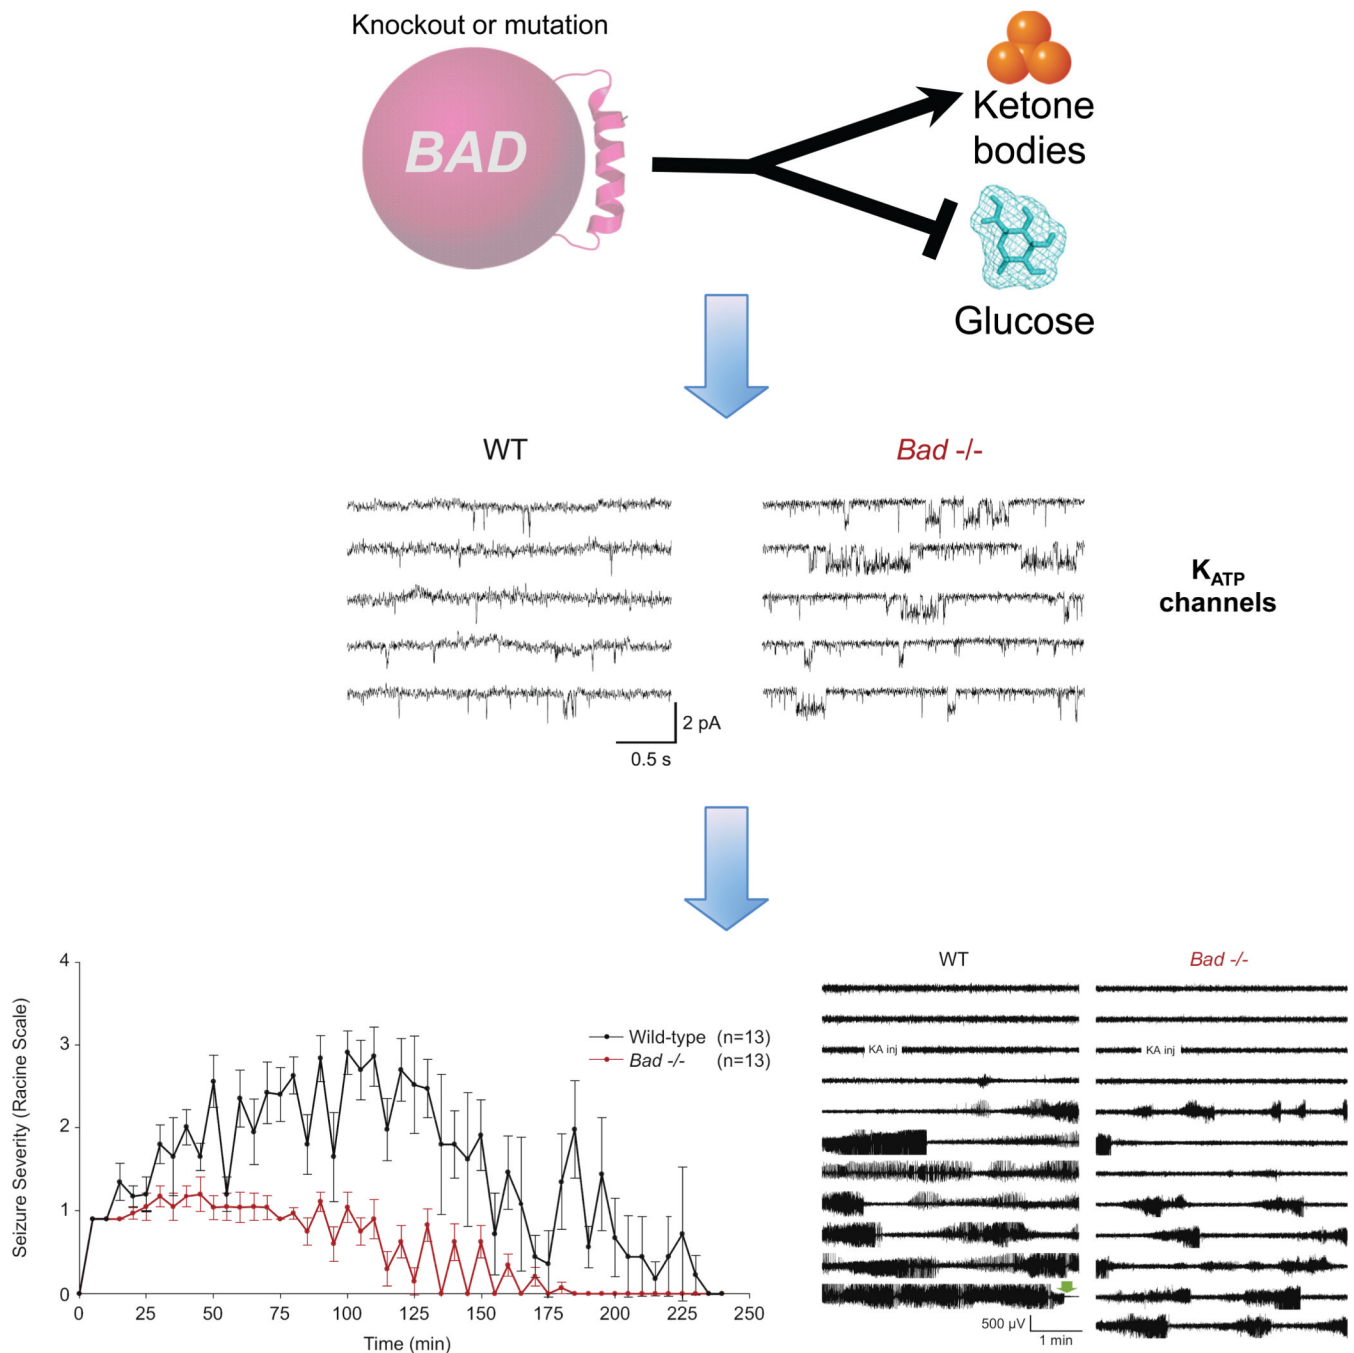 Knockout or mutation
BAD
Ketone
bodies
Glucose
WT
Bad -/-
KATP
channels
2 pA
0.5 s
4
3
2
1
0
Seizure Severity (Racine Scale)
Wild-type (n=13)
Bad -/- (n=13)
0 25 50 75 100 125 150 175 200 225 250
Time (min)
WT
Bad -/-
KA inj
KA inj
500 µV
1 min